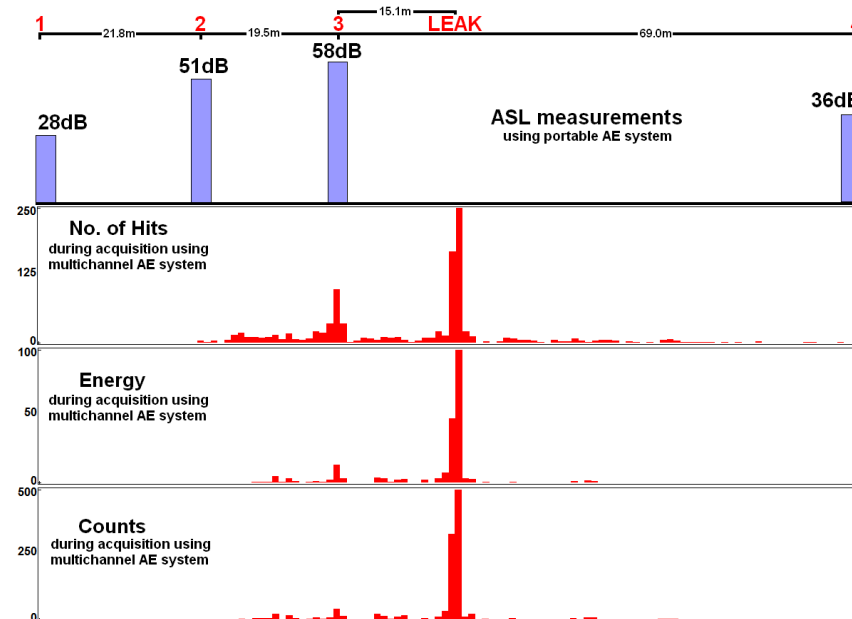 15.1m
1 2 3 LEAK
21.8m 19.5m 69.0m
58dB
51dB
36dB
28dB
ASL measurements
using portable AE system
250
No. of Hits
during acquisition using
multichannel AE system
125
0
100
Energy
during acquisition using
multichannel AE system
50
0
500
Counts
during acquisition using
multichannel AE system
250
0